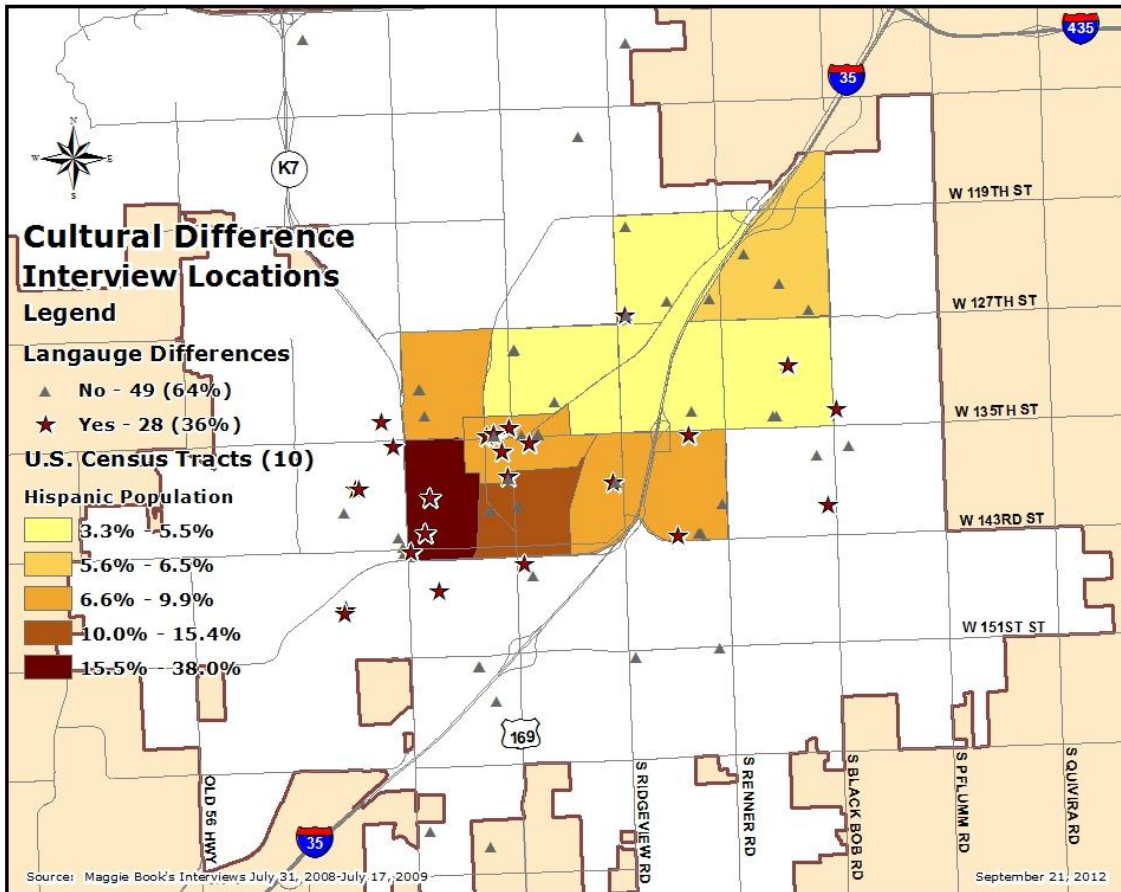 435
35
N
W E
S
K7
W 119TH ST
Cultural Difference
Interview Locations
Legend
W 127TH ST
Langauge Differences
No - 49 (64%)
Yes - 28 (36%)
W 135TH ST
U.S. Census Tracts (10)
Hispanic Population
3.3% - 5.5%
W 143RD ST
5.6% - 6.5%
6.6% - 9.9%
10.0% - 15.4%
W 151ST ST
15.5% - 38.0%
169
OLD 56 HWY
S RIDGEVIEW RD
S RENNER RD
S BLACK BOB RD
S PFLUMM RD
S QUIVIRA RD
35
Source: Maggie Book's Interviews July 31, 2008-July 17, 2009
September 21, 2012